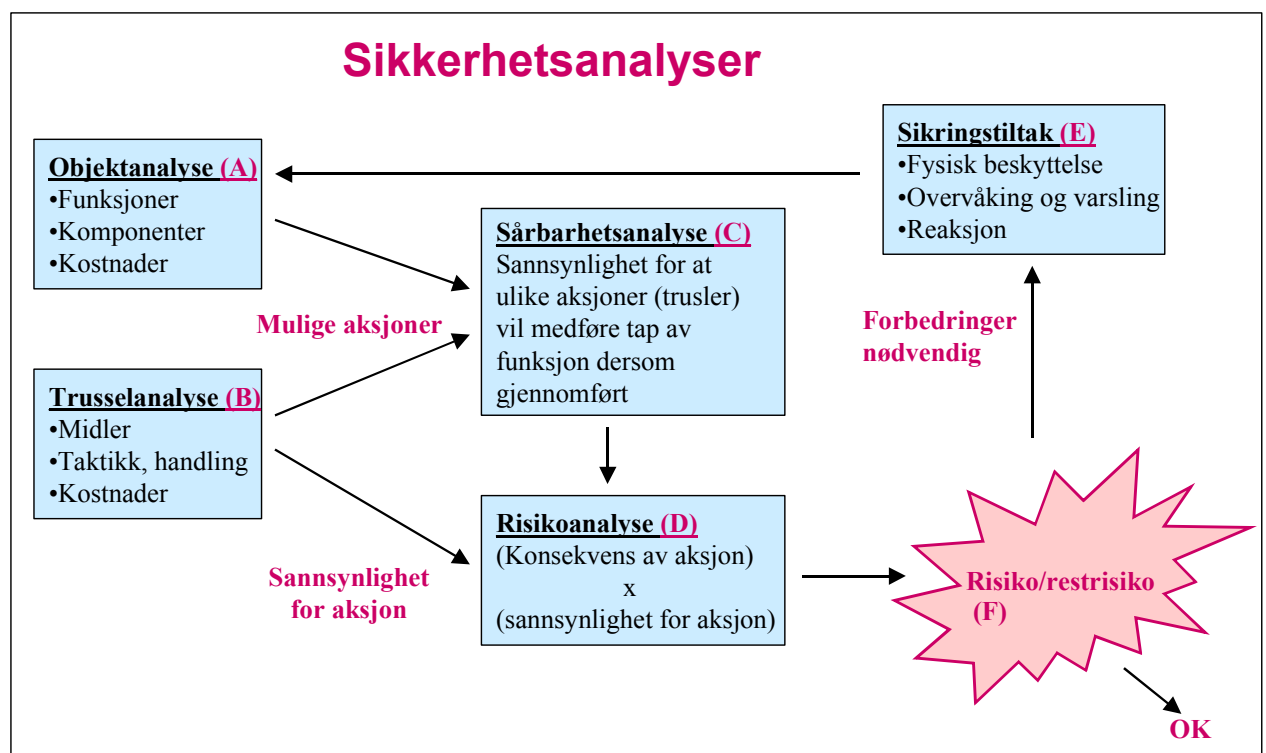 Sikkerhetsanalyser
Objektanalyse (A)
•Funksjoner
•Komponenter
•Kostnader
Sikringstiltak (E)
•Fysisk beskyttelse
•Overvåking og varsling
•Reaksjon
Sårbarhetsanalyse (C)
Sannsynlighet for at
ulike aksjoner (trusler)
vil medføre tap av
funksjon dersom
gjennomført
Mulige aksjoner
Forbedringer
nødvendig
Trusselanalyse (B)
•Midler
•Taktikk, handling
•Kostnader
Sannsynlighet
for aksjon
Risikoanalyse (D)
(Konsekvens av aksjon)
x
(sannsynlighet for aksjon)
Risiko/restrisiko
(F)
OK